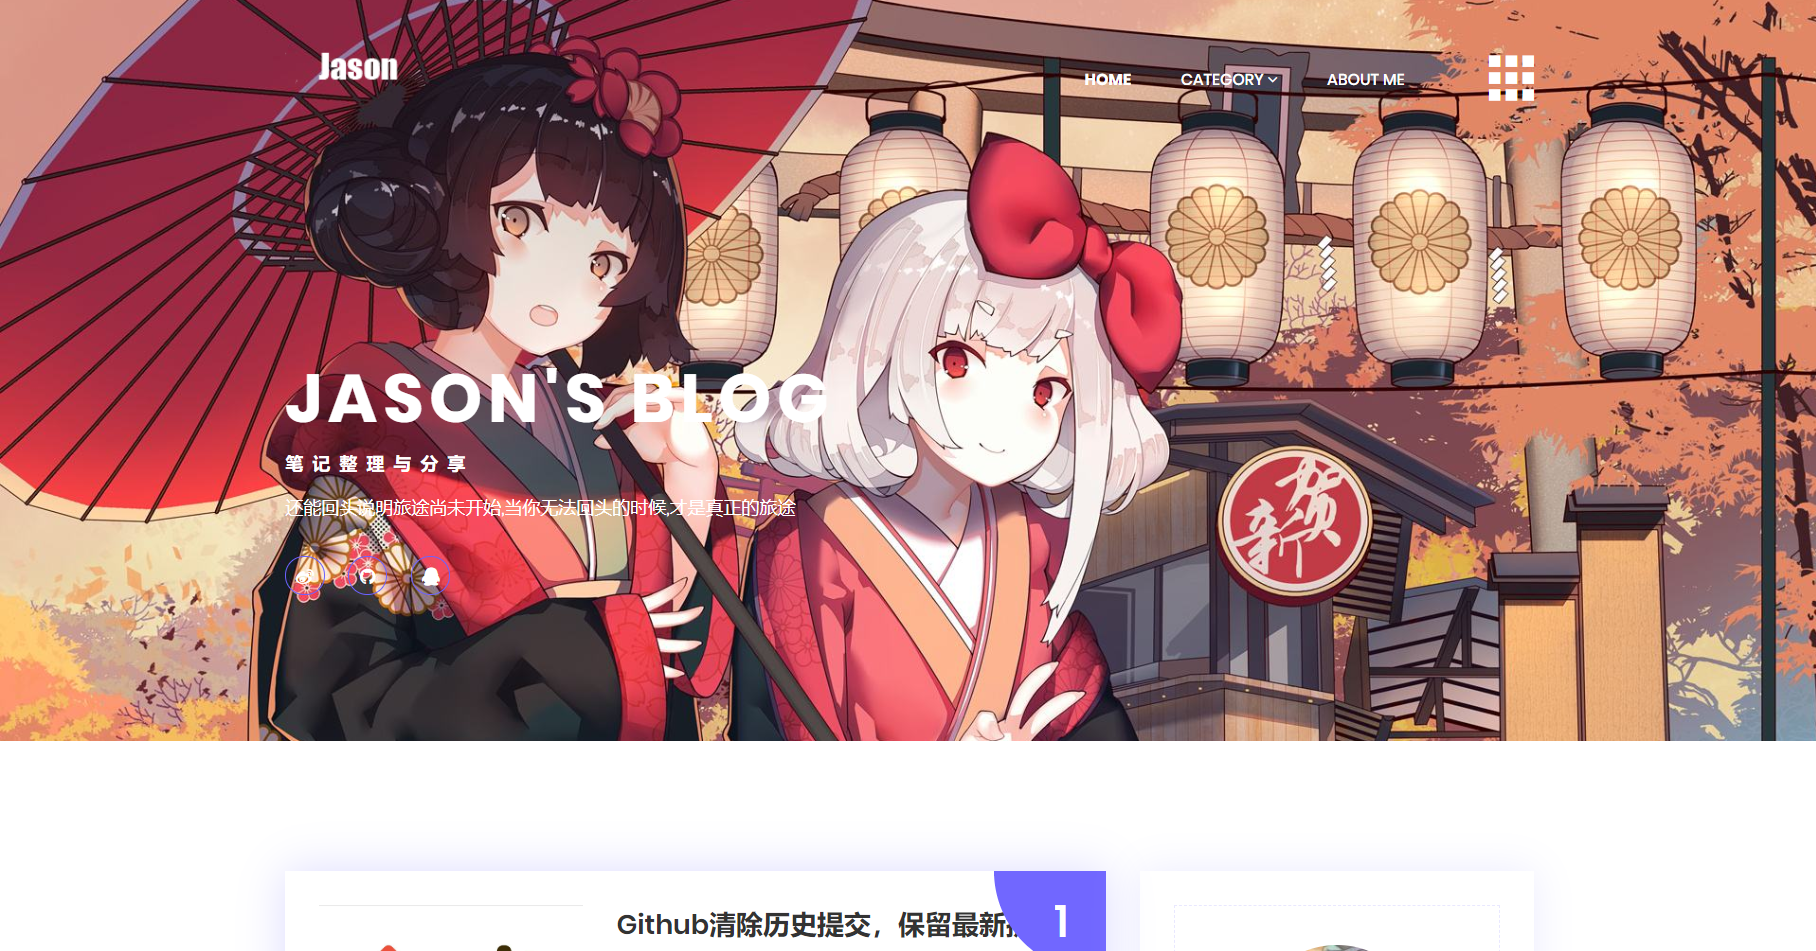 Jason
HOME CATEGORY ABOUT ME
JASON'S BLOG
笔记整理与分享
还能回头说明旅途尚未开始,当你无法回头的时候,才是真正的旅途
賀新
Github清除历史提交，保留最新
1